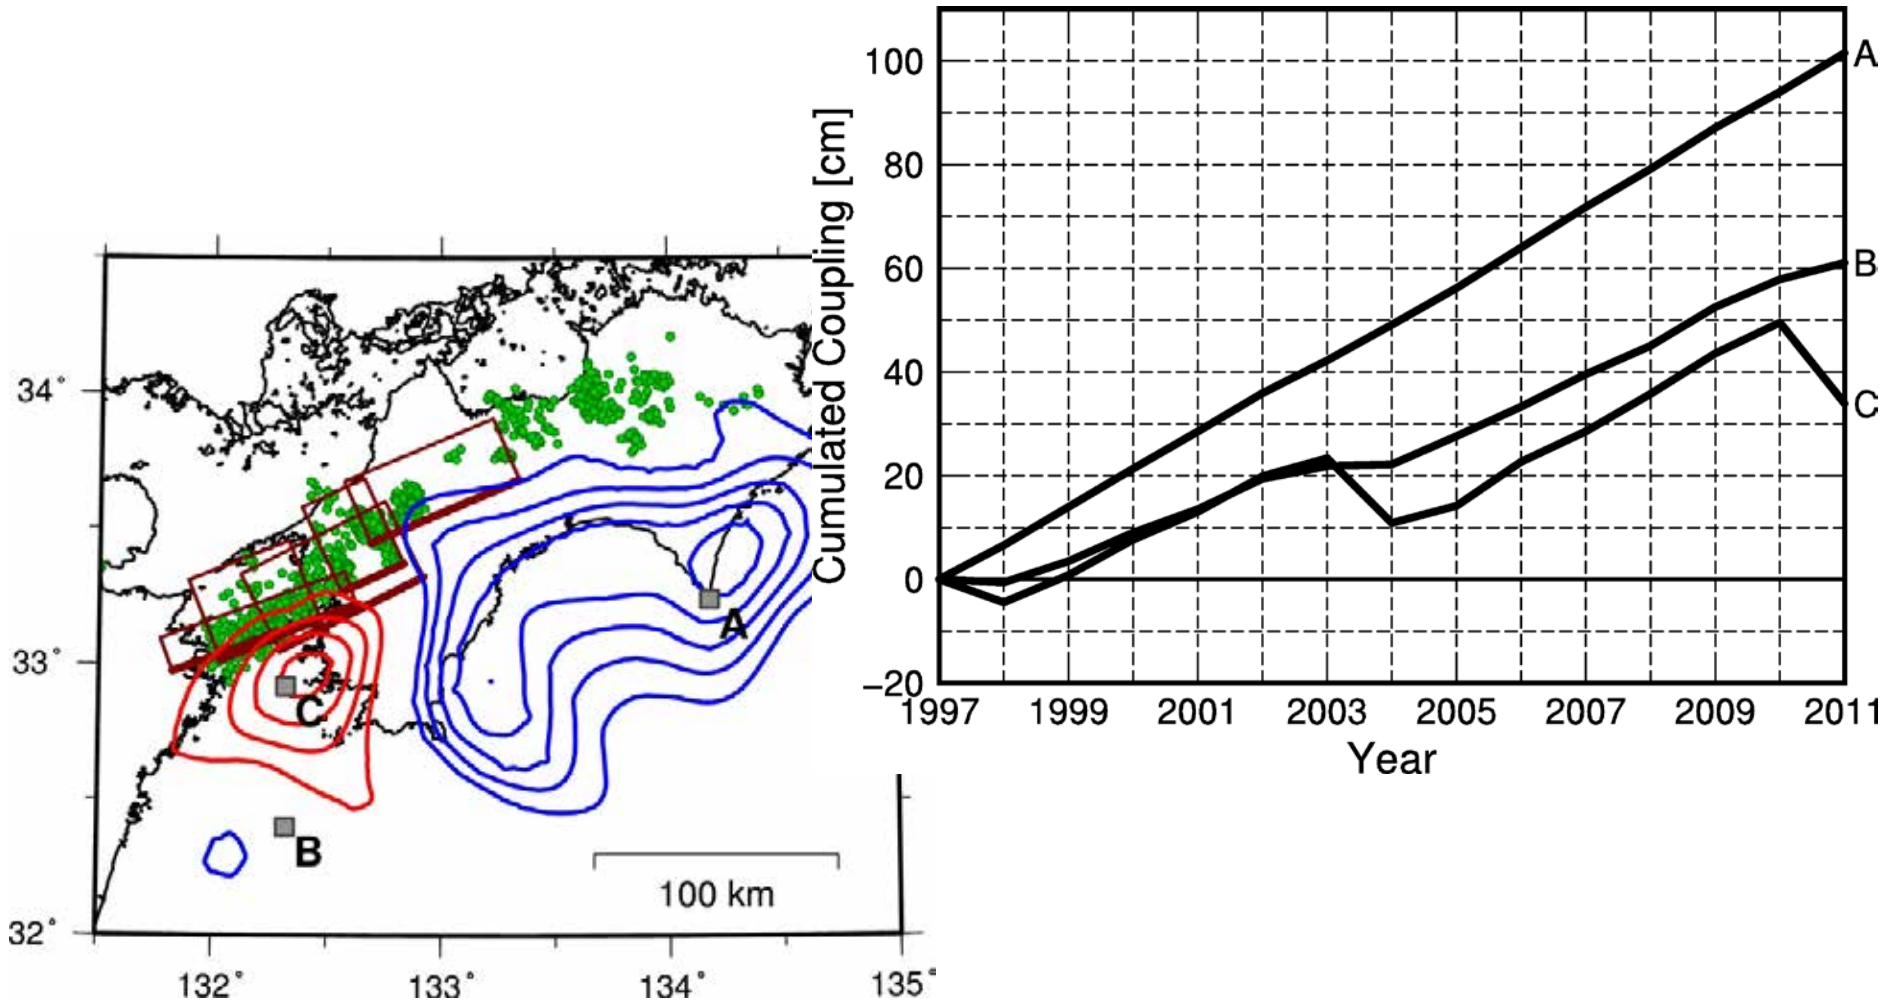 100
80
60
40
20
0
−20
Cumulated Coupling [cm]
A
B
C
1997 1999 2001 2003 2005 2007 2009 2011
Year
34°
33°
32°
132° 133° 134° 135°
A
C
B
100 km